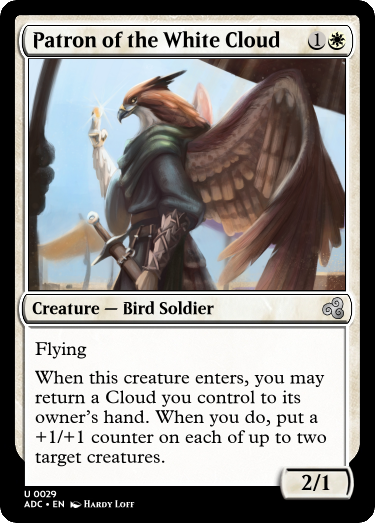 Patron of the White Cloud 1
Creature — Bird Soldier
Flying
When this creature enters, you may
return a Cloud you control to its
owner's hand. When you do, put a
+1/+1 counter on each of up to two
target creatures.
2/1
U 0029
ADC • EN Hardy Loff